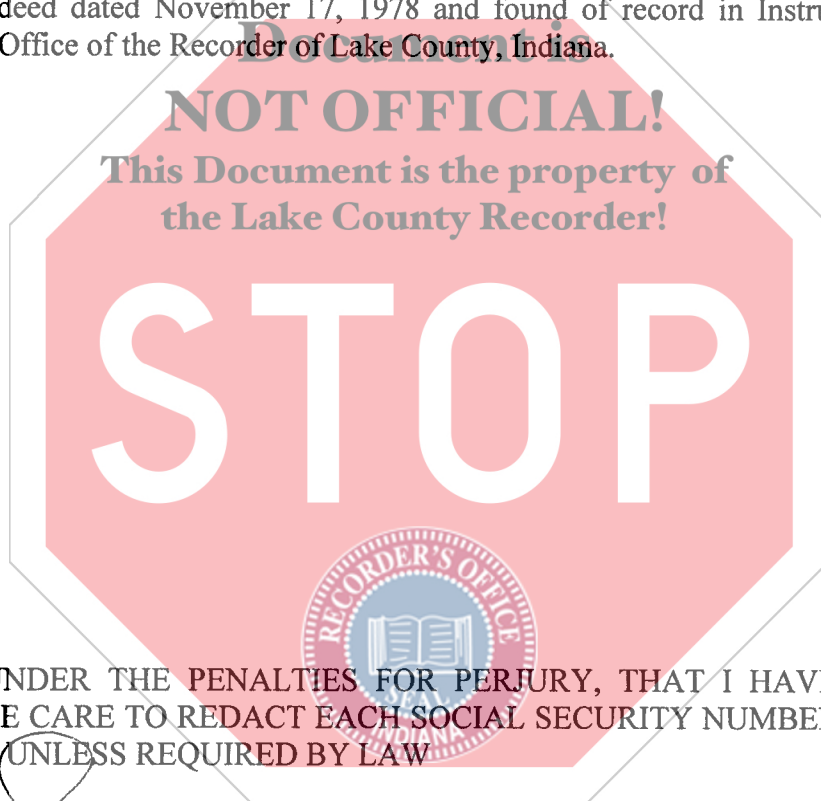 deed dated November 17, 1978 and found of record in Instru
Office of the Recorder of Lake County, Indiana.
Document is
NOT OFFICIAL!
This Document is the property of
the Lake County Recorder!
STOP
RECORDER'S OFFICE
SEAL
INDIANA
NDER THE PENALTIES FOR PERJURY, THAT I HAVE
E CARE TO REDACT EACH SOCIAL SECURITY NUMBER
UNLESS REQUIRED BY LAW